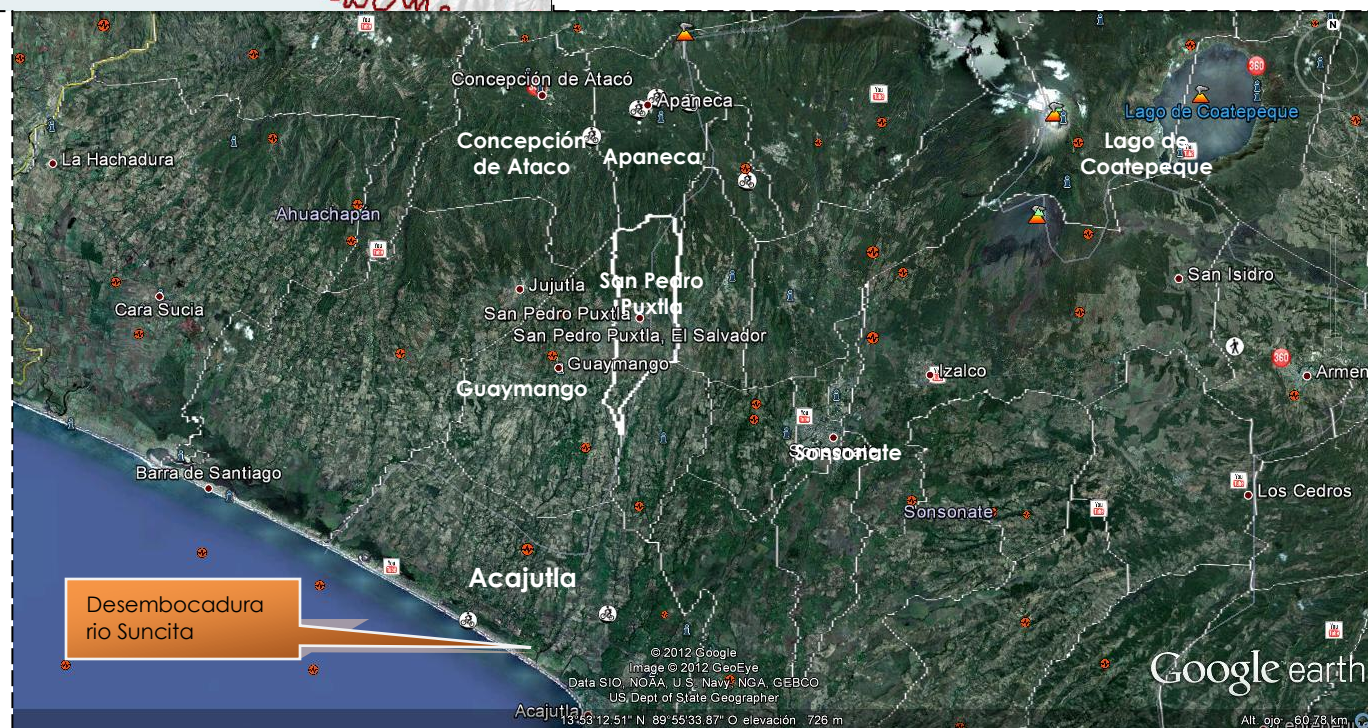 Concepción de Atacó
Apaneca
Lago de Coatepeque
La Hachadura
Concepción
de Ataco
Apaneca
Lago de
Coatepeque
Ahuachapán
San Isidro
Jujutla
San Pedro
Puxtla
San Pedro Puxtla
Cara Sucia
San Pedro Puxtla, El Salvador
Guaymango
Izalco
Armen
Guaymango
Sonsonate
Barra de Santiago
Los Cedros
Sonsonate
Acajutla
Desembocadura
rio Suncita
© 2012 Google
Image © 2012 GeoEye
Data SIO, NOAA, U.S. Navy, NGA, GEBCO
US Dept of State Geographer
Google earth
Acajutla
13°53'12.51" N 89°55'33.87" O elevación 726 m
Alt. ojo 60.78 km
N
360
360
You
Tube